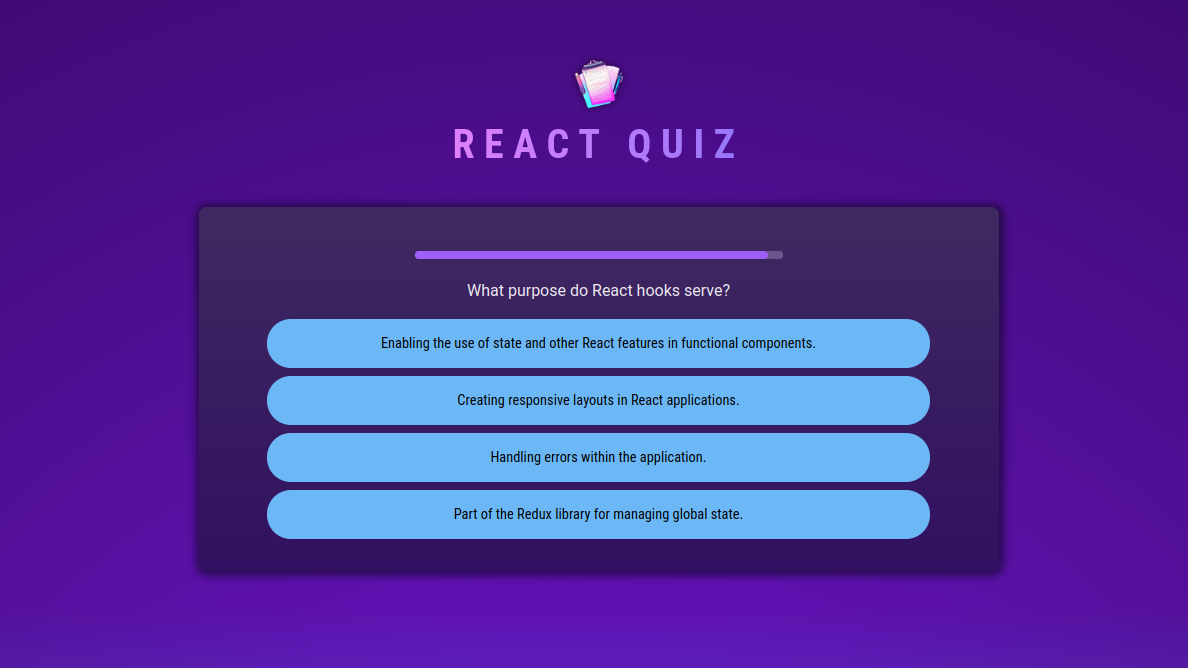 REACT QUIZ
What purpose do React hooks serve?
Enabling the use of state and other React features in functional components.
Creating responsive layouts in React applications.
Handling errors within the application.
Part of the Redux library for managing global state.